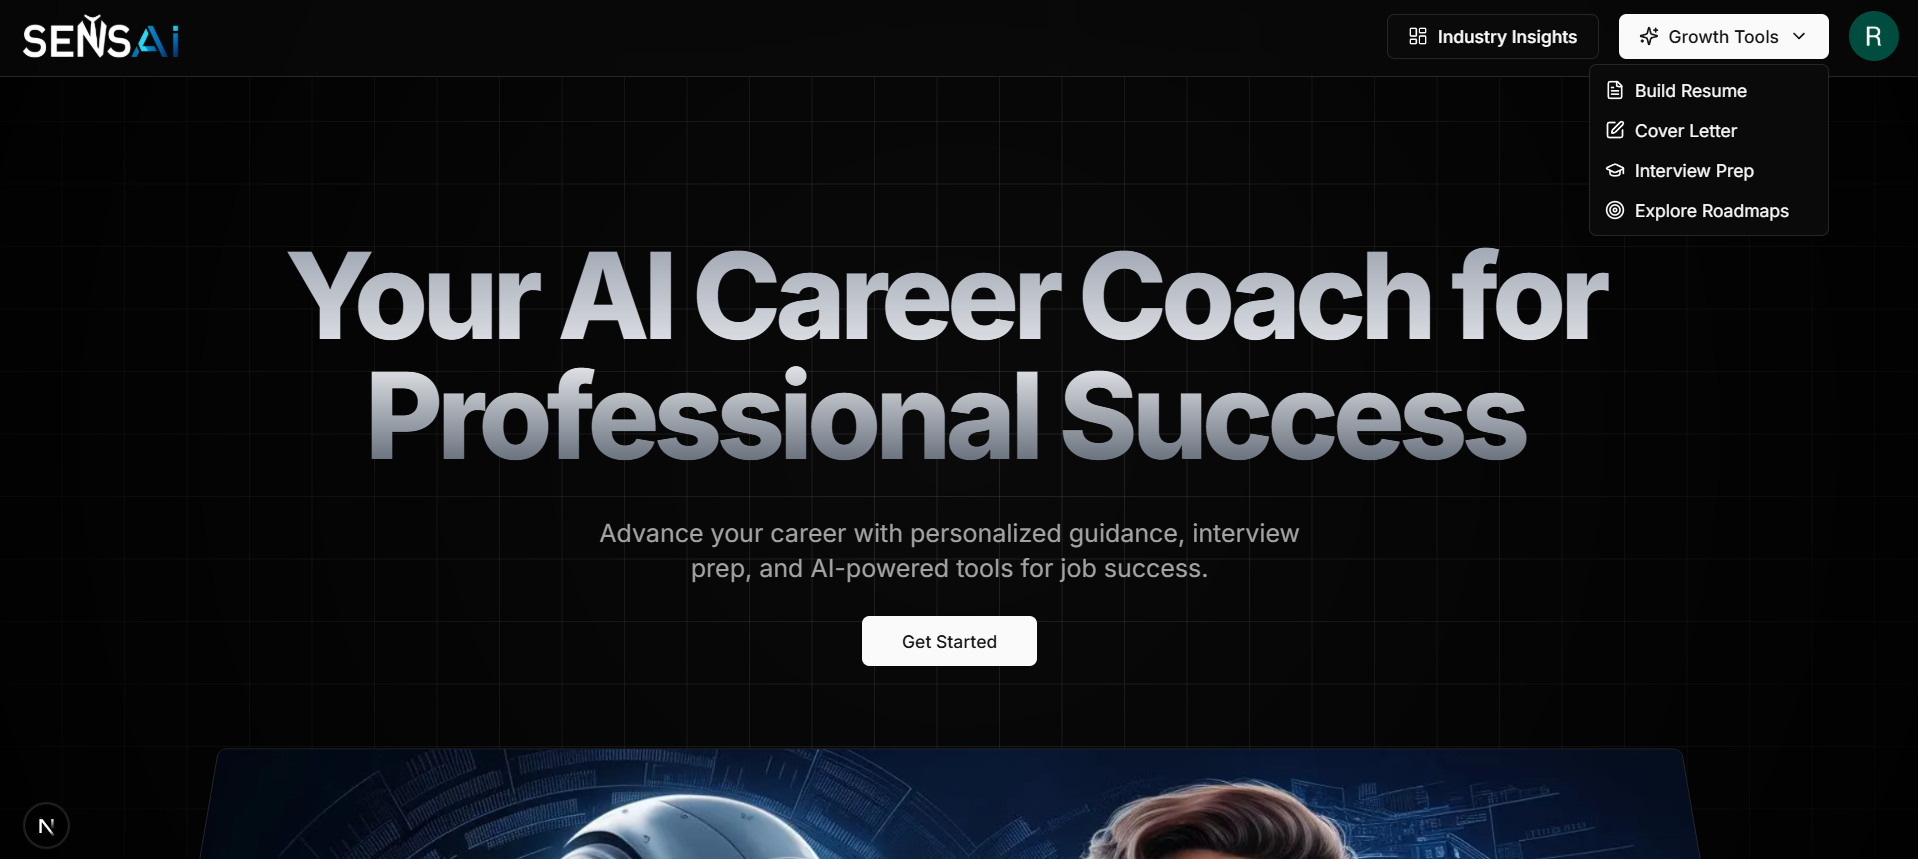 SENSAi
Industry Insights
Growth Tools
R
Build Resume
Cover Letter
Interview Prep
Explore Roadmaps
Your AI Career Coach for
Professional Success
Advance your career with personalized guidance, interview
prep, and AI-powered tools for job success.
Get Started
N